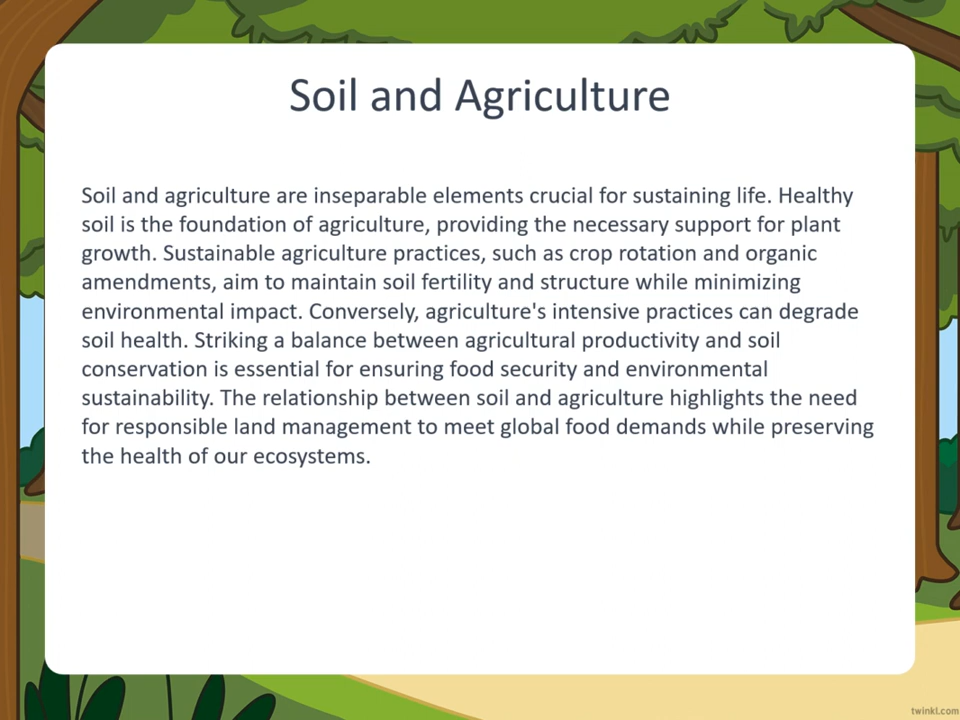 Soil and Agriculture
Soil and agriculture are inseparable elements crucial for sustaining life. Healthy
soil is the foundation of agriculture, providing the necessary support for plant
growth. Sustainable agriculture practices, such as crop rotation and organic
amendments, aim to maintain soil fertility and structure while minimizing
environmental impact. Conversely, agriculture's intensive practices can degrade
soil health. Striking a balance between agricultural productivity and soil
conservation is essential for ensuring food security and environmental
sustainability. The relationship between soil and agriculture highlights the need
for responsible land management to meet global food demands while preserving
the health of our ecosystems.
twinkl.com